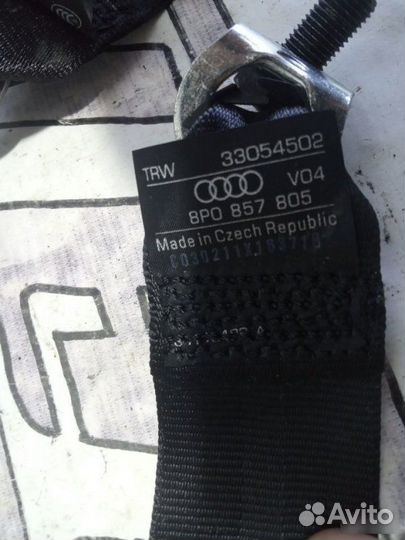 TRW 33054502
V04
8P0 857 805
Made in Czech Republic
Avito